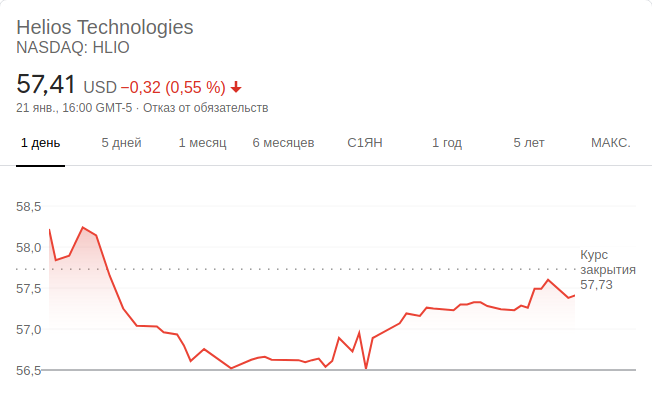 Helios Technologies
NASDAQ: HLIO
57,41 USD −0,32 (0,55 %)
21 янв., 16:00 GMT-5 · Отказ от обязательств
1 день 5 дней 1 месяц 6 месяцев С1ЯН 1 год 5 лет МАКС.
58,5
58,0
57,5
57,0
56,5
Курс
закрытия
57,73